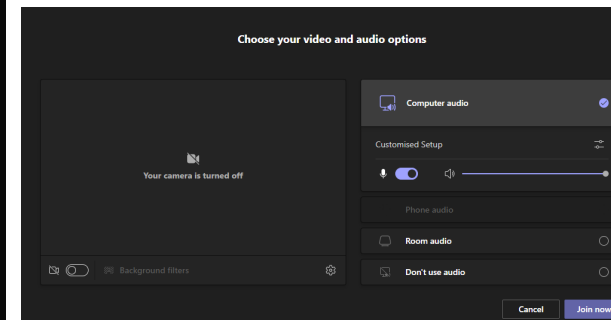 Choose your video and audio options
Computer audio
Customised Setup
Your camera is turned off
Phone audio
Room audio
Background filters
Don't use audio
Cancel
Join now